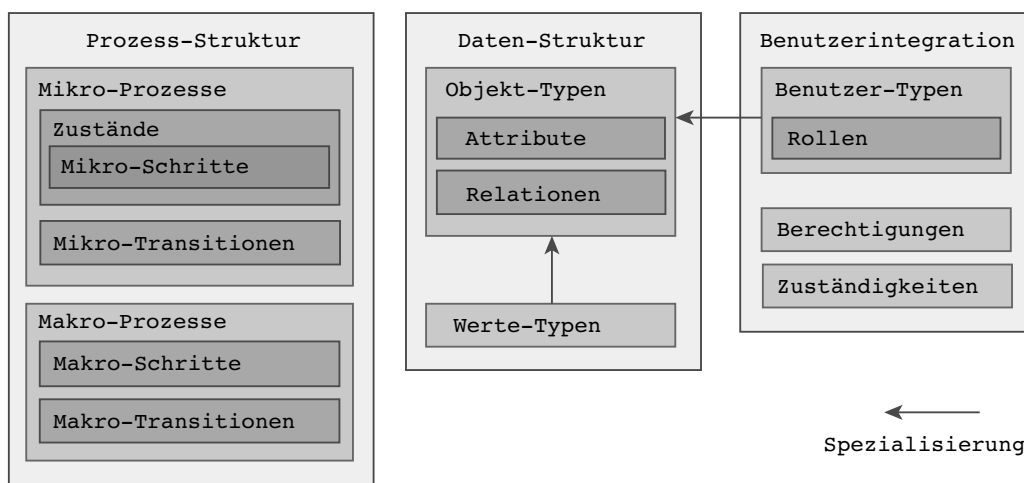 Prozess-Struktur
Mikro-Prozesse
Zustände
Mikro-Schritte
Mikro-Transitionen
Makro-Prozesse
Makro-Schritte
Makro-Transitionen
Daten-Struktur
Objekt-Typen
Attribute
Relationen
Werte-Typen
Benutzerintegration
Benutzer-Typen
Rollen
Berechtigungen
Zuständigkeiten
Spezialisierung